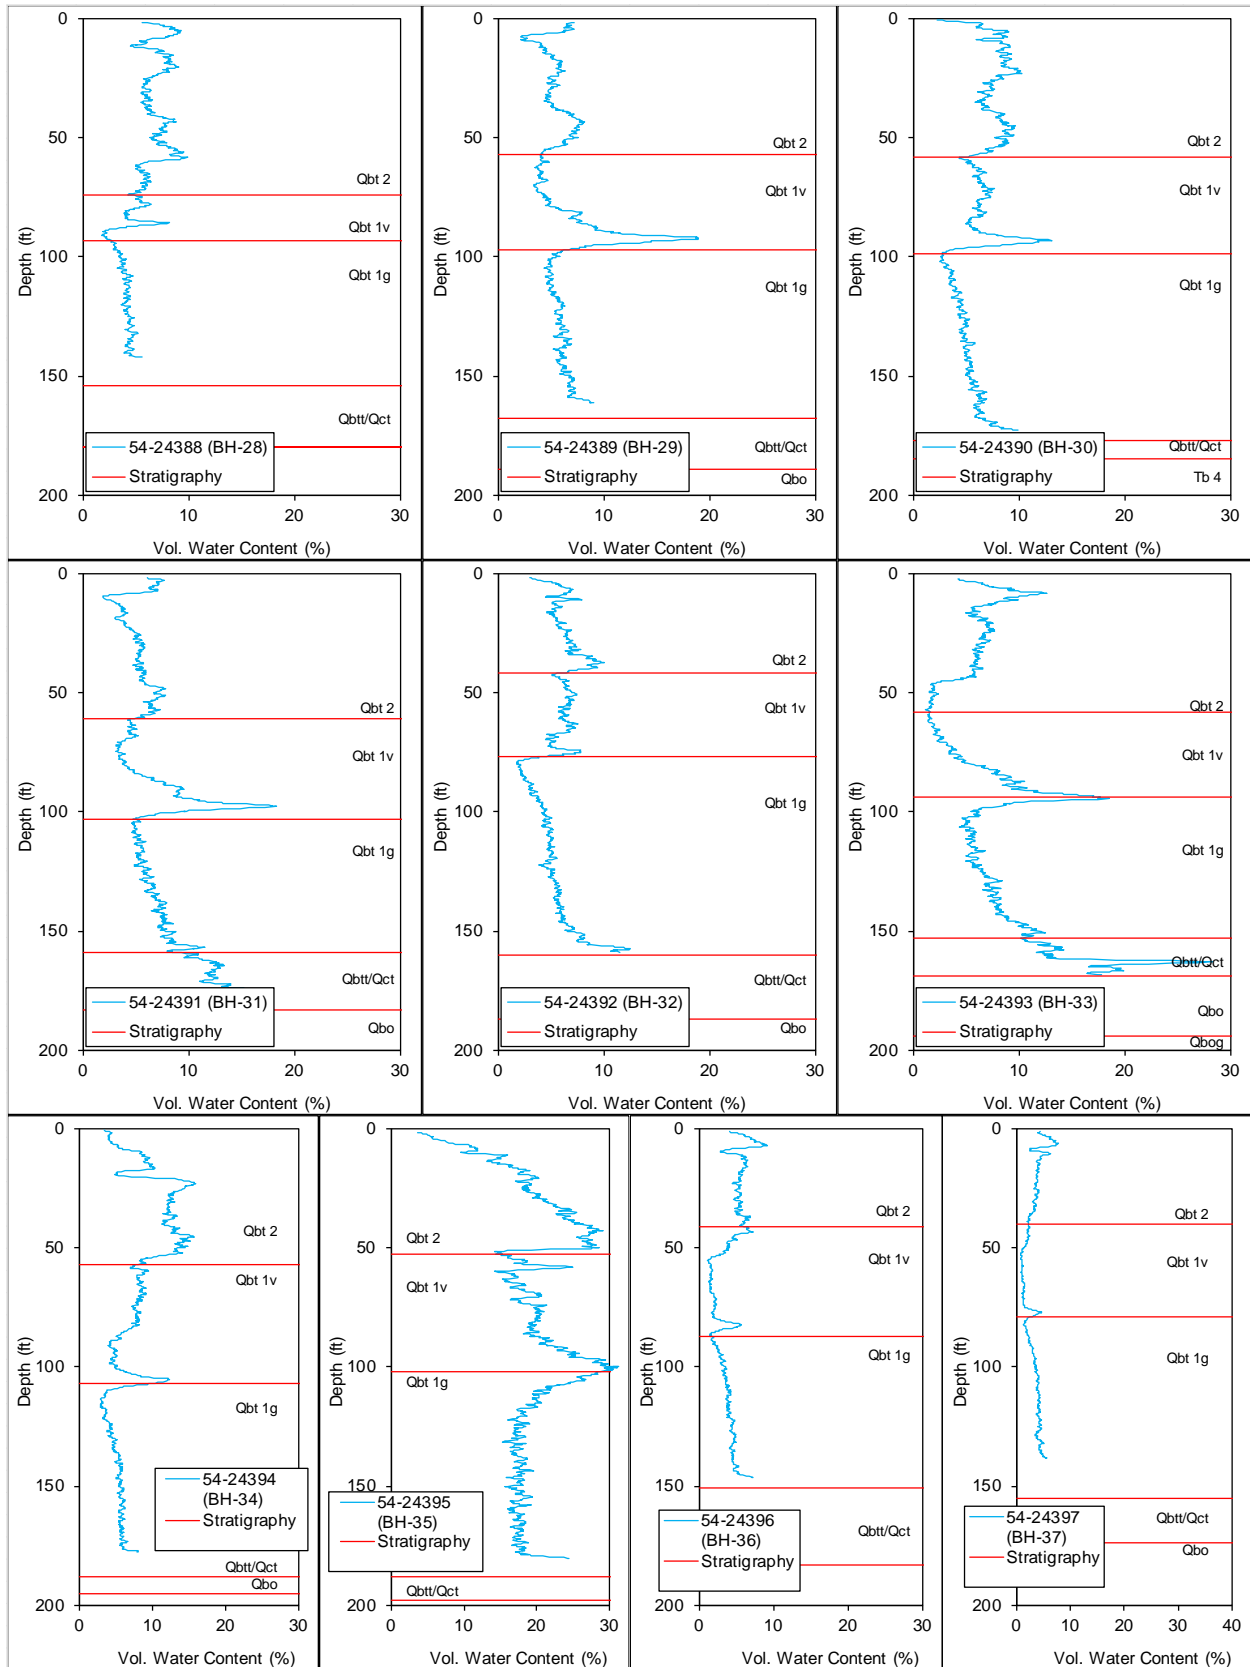 0
50
100
150
200
Depth (ft)
Qbt 2
Qbt 1v
Qbt 1g
Qbtt/Qct
54-24388 (BH-28)
Stratigraphy
0 10 20 30
Vol. Water Content (%)
0
50
100
150
200
Depth (ft)
Qbt 2
Qbt 1v
Qbt 1g
Qbtt/Qct
Qbo
54-24389 (BH-29)
Stratigraphy
0 10 20 30
Vol. Water Content (%)
0
50
100
150
200
Depth (ft)
Qbt 2
Qbt 1v
Qbt 1g
Qbtt/Qct
Tb 4
54-24390 (BH-30)
Stratigraphy
0 10 20 30
Vol. Water Content (%)
0
50
100
150
200
Depth (ft)
Qbt 2
Qbt 1v
Qbt 1g
Qbtt/Qct
Qbo
54-24391 (BH-31)
Stratigraphy
0 10 20 30
Vol. Water Content (%)
0
50
100
150
200
Depth (ft)
Qbt 2
Qbt 1v
Qbt 1g
Qbtt/Qct
Qbo
54-24392 (BH-32)
Stratigraphy
0 10 20 30
Vol. Water Content (%)
0
50
100
150
200
Depth (ft)
Qbt 2
Qbt 1v
Qbt 1g
Qbtt/Qct
Qbo
Qbog
54-24393 (BH-33)
Stratigraphy
0 10 20 30
Vol. Water Content (%)
0
50
100
150
200
Depth (ft)
Qbt 2
Qbt 1v
Qbt 1g
54-24394
(BH-34)
Stratigraphy
Qbtt/Qct
Qbo
0 10 20 30
Vol. Water Content (%)
0
50
100
150
200
Depth (ft)
Qbt 2
Qbt 1v
Qbt 1g
54-24395
(BH-35)
Stratigraphy
Qbtt/Qct
0 10 20 30
Vol. Water Content (%)
0
50
100
150
200
Depth (ft)
Qbt 2
Qbt 1v
Qbt 1g
Qbtt/Qct
54-24396
(BH-36)
Stratigraphy
0 10 20 30
Vol. Water Content (%)
0
50
100
150
200
Depth (ft)
Qbt 2
Qbt 1v
Qbt 1g
Qbtt/Qct
Qbo
54-24397
(BH-37)
Stratigraphy
0 10 20 30 40
Vol. Water Content (%)